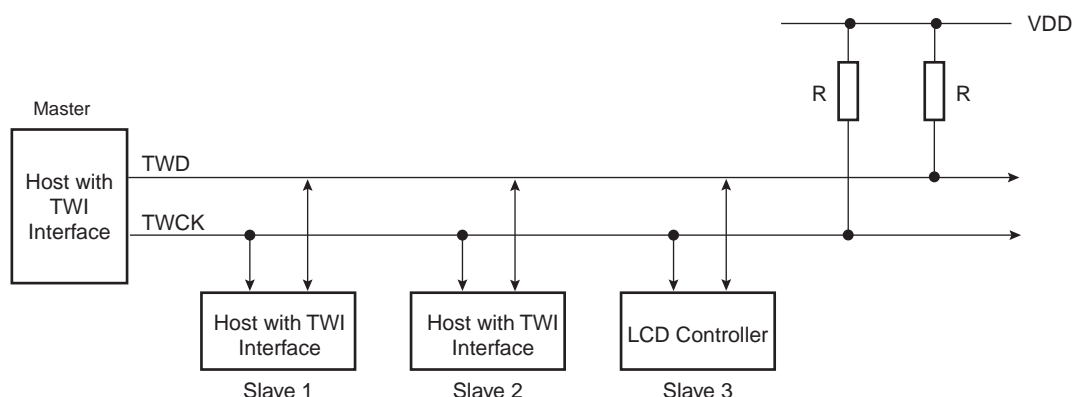 VDD
R
R
Master
Host with
TWI
Interface
TWD
TWCK
Host with TWI
Interface
Slave 1
Host with TWI
Interface
Slave 2
LCD Controller
Slave 3